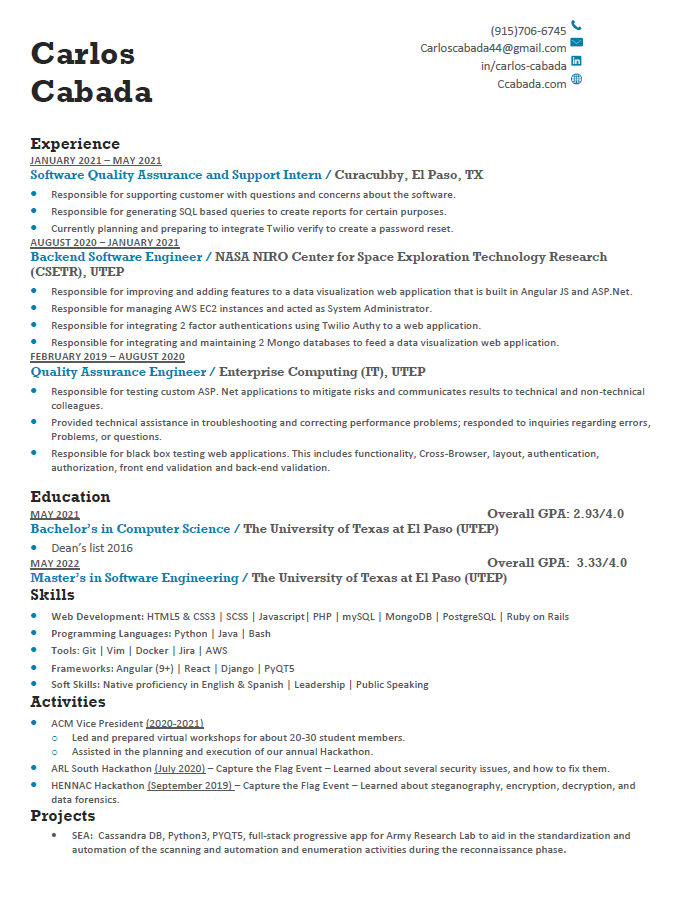 Carlos
Cabada
(915)706-6745
Carloscabada44@gmail.com
in/carlos-cabada
Ccabada.com
Experience
JANUARY 2021 – MAY 2021
Software Quality Assurance and Support Intern / Curacubby, El Paso, TX
• Responsible for supporting customer with questions and concerns about the software.
• Responsible for generating SQL based queries to create reports for certain purposes.
• Currently planning and preparing to integrate Twilio verify to create a password reset.
AUGUST 2020 – JANUARY 2021
Backend Software Engineer / NASA NIRO Center for Space Exploration Technology Research
(CSETR), UTEP
• Responsible for improving and adding features to a data visualization web application that is built in Angular JS and ASP.Net.
• Responsible for managing AWS EC2 instances and acted as System Administrator.
• Responsible for integrating 2 factor authentications using Twilio Authy to a web application.
• Responsible for integrating and maintaining 2 Mongo databases to feed a data visualization web application.
FEBRUARY 2019 – AUGUST 2020
Quality Assurance Engineer / Enterprise Computing (IT), UTEP
• Responsible for testing custom ASP. Net applications to mitigate risks and communicates results to technical and non-technical
colleagues.
• Provided technical assistance in troubleshooting and correcting performance problems; responded to inquiries regarding errors,
Problems, or questions.
• Responsible for black box testing web applications. This includes functionality, Cross-Browser, layout, authentication,
authorization, front end validation and back-end validation.
Education
MAY 2021 Overall GPA: 2.93/4.0
Bachelor's in Computer Science / The University of Texas at El Paso (UTEP)
• Dean's list 2016
MAY 2022 Overall GPA: 3.33/4.0
Master's in Software Engineering / The University of Texas at El Paso (UTEP)
Skills
• Web Development: HTML5 & CSS3 | SCSS | Javascript| PHP | mySQL | MongoDB | PostgreSQL | Ruby on Rails
• Programming Languages: Python | Java | Bash
• Tools: Git | Vim | Docker | Jira | AWS
• Frameworks: Angular (9+) | React | Django | PyQT5
• Soft Skills: Native proficiency in English & Spanish | Leadership | Public Speaking
Activities
• ACM Vice President (2020-2021)
o Led and prepared virtual workshops for about 20-30 student members.
o Assisted in the planning and execution of our annual Hackathon.
• ARL South Hackathon (July 2020) – Capture the Flag Event – Learned about several security issues, and how to fix them.
• HENNAC Hackathon (September 2019) – Capture the Flag Event – Learned about steganography, encryption, decryption, and
data forensics.
Projects
• SEA: Cassandra DB, Python3, PYQT5, full-stack progressive app for Army Research Lab to aid in the standardization and
automation of the scanning and automation and enumeration activities during the reconnaissance phase.